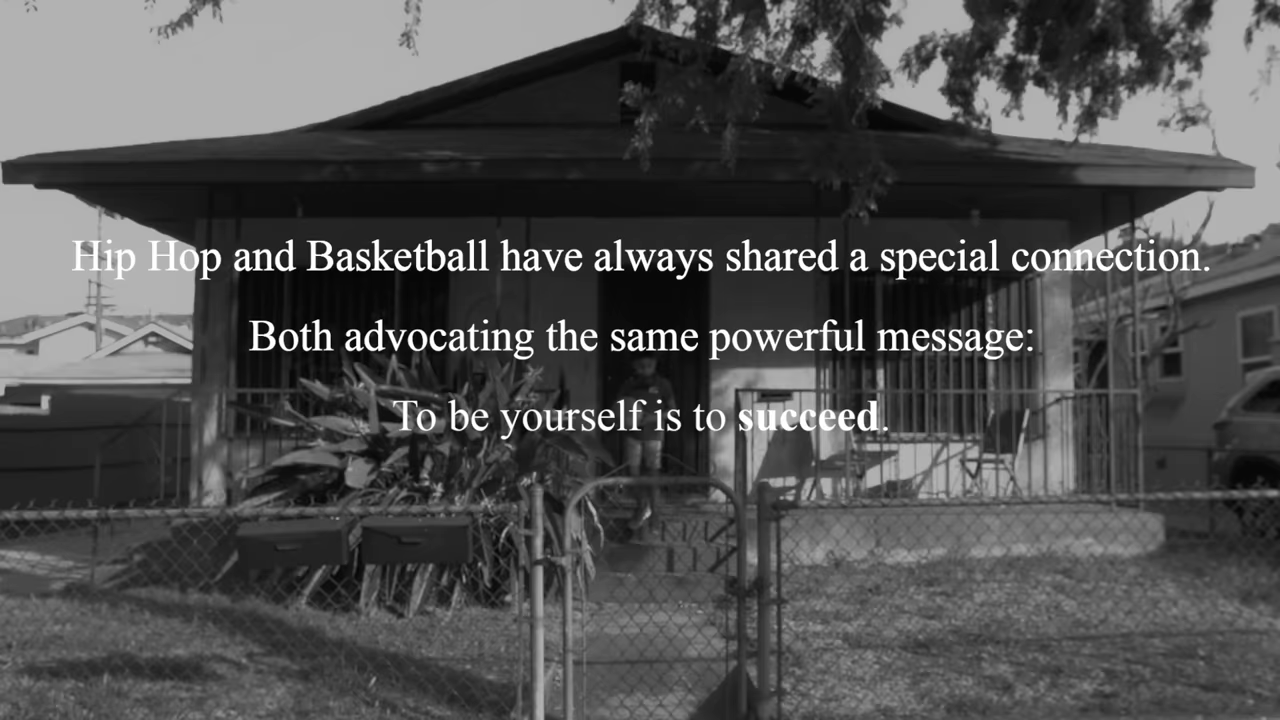 Hip Hop and Basketball have always shared a special connection.
Both advocating the same powerful message:
To be yourself is to succeed.